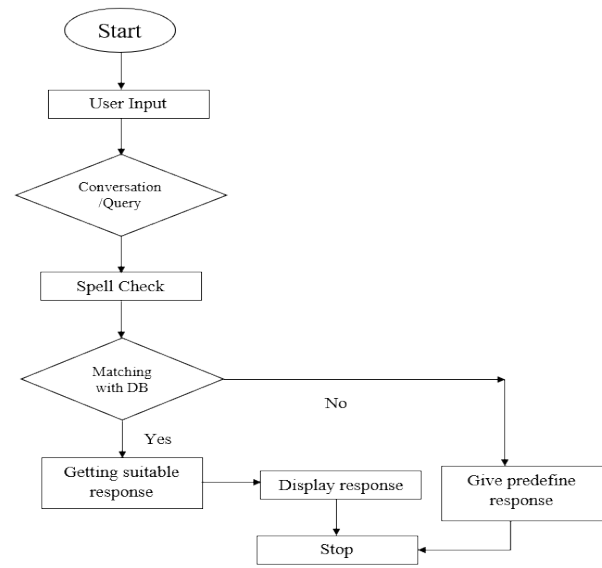 Start
User Input
Conversation
/Query
Spell Check
Matching
with DB
No
Yes
Getting suitable
response
Display response
Give predefine
response
Stop